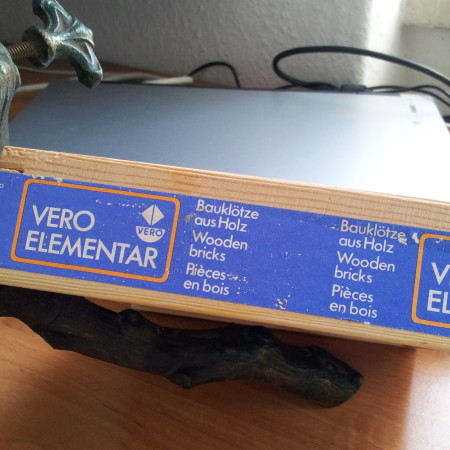 VERO
ELEMENTAR
VERO
Bauklötze
aus Holz
Wooden
bricks
Pièces
en bois
Bauklötze
aus Holz
Wooden
bricks
Pièces
en bois
V
EL